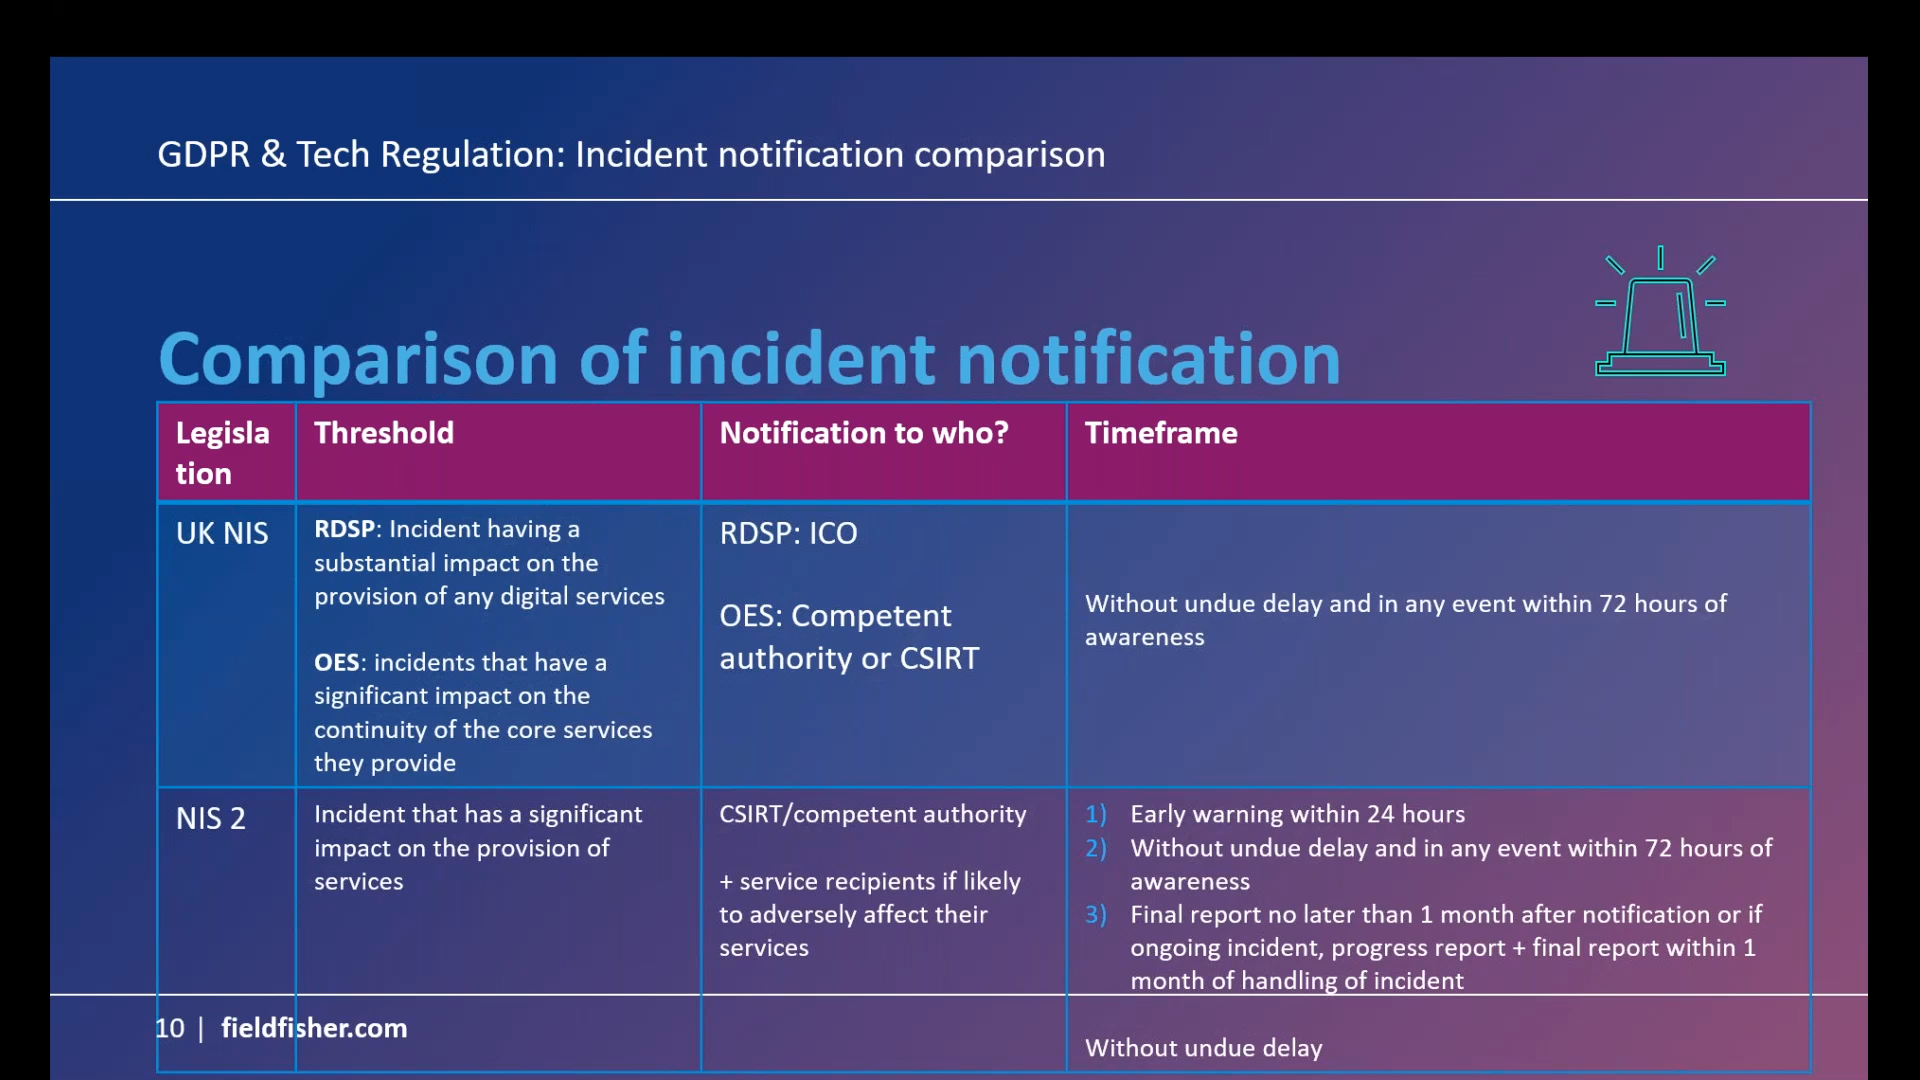 GDPR & Tech Regulation: Incident notification comparison
Comparison of incident notification
Legisla
tion
Threshold
Notification to who?
Timeframe
UK NIS
RDSP: Incident having a
substantial impact on the
provision of any digital services
OES: incidents that have a
significant impact on the
continuity of the core services
they provide
RDSP: ICO
OES: Competent
authority or CSIRT
Without undue delay and in any event within 72 hours of
awareness
NIS 2
Incident that has a significant
impact on the provision of
services
CSIRT/competent authority
+ service recipients if likely
to adversely affect their
services
1) Early warning within 24 hours
2) Without undue delay and in any event within 72 hours of
awareness
3) Final report no later than 1 month after notification or if
ongoing incident, progress report + final report within 1
month of handling of incident
Without undue delay
10 | fieldfisher.com